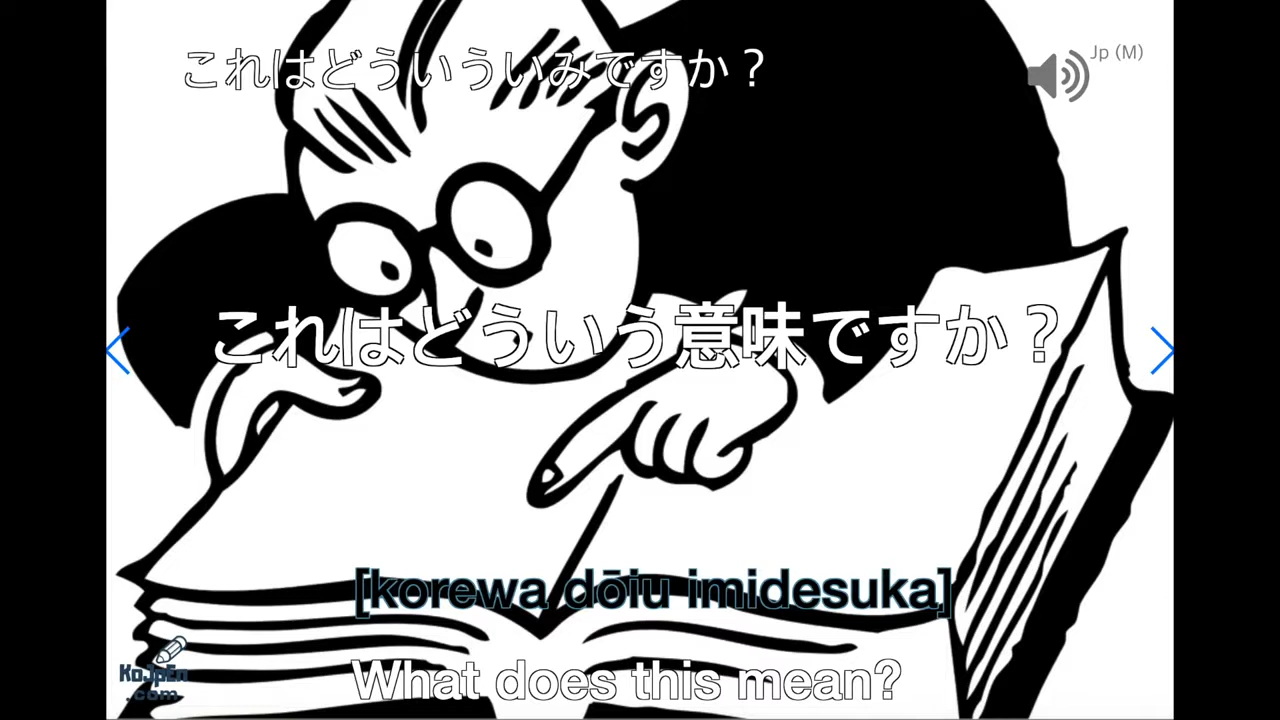 これはどういういみですか？
Jp (M)
これはどういう意味ですか？
[korewa dōiu imidesuka]
KoJpEn
.com
What does this mean?